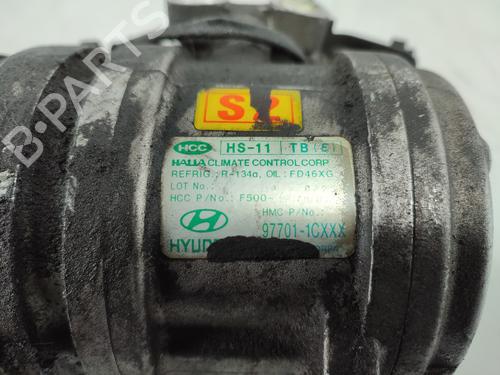 B-PARTS
S2
HCC HS-11 TB(S)
HALLA CLIMATE CONTROL CORP
REFRIG.: R-134a, OIL: FD46XG
LOT No.:
HCC P/No.: F500-
HMC P/No.:
97701-1CXXX